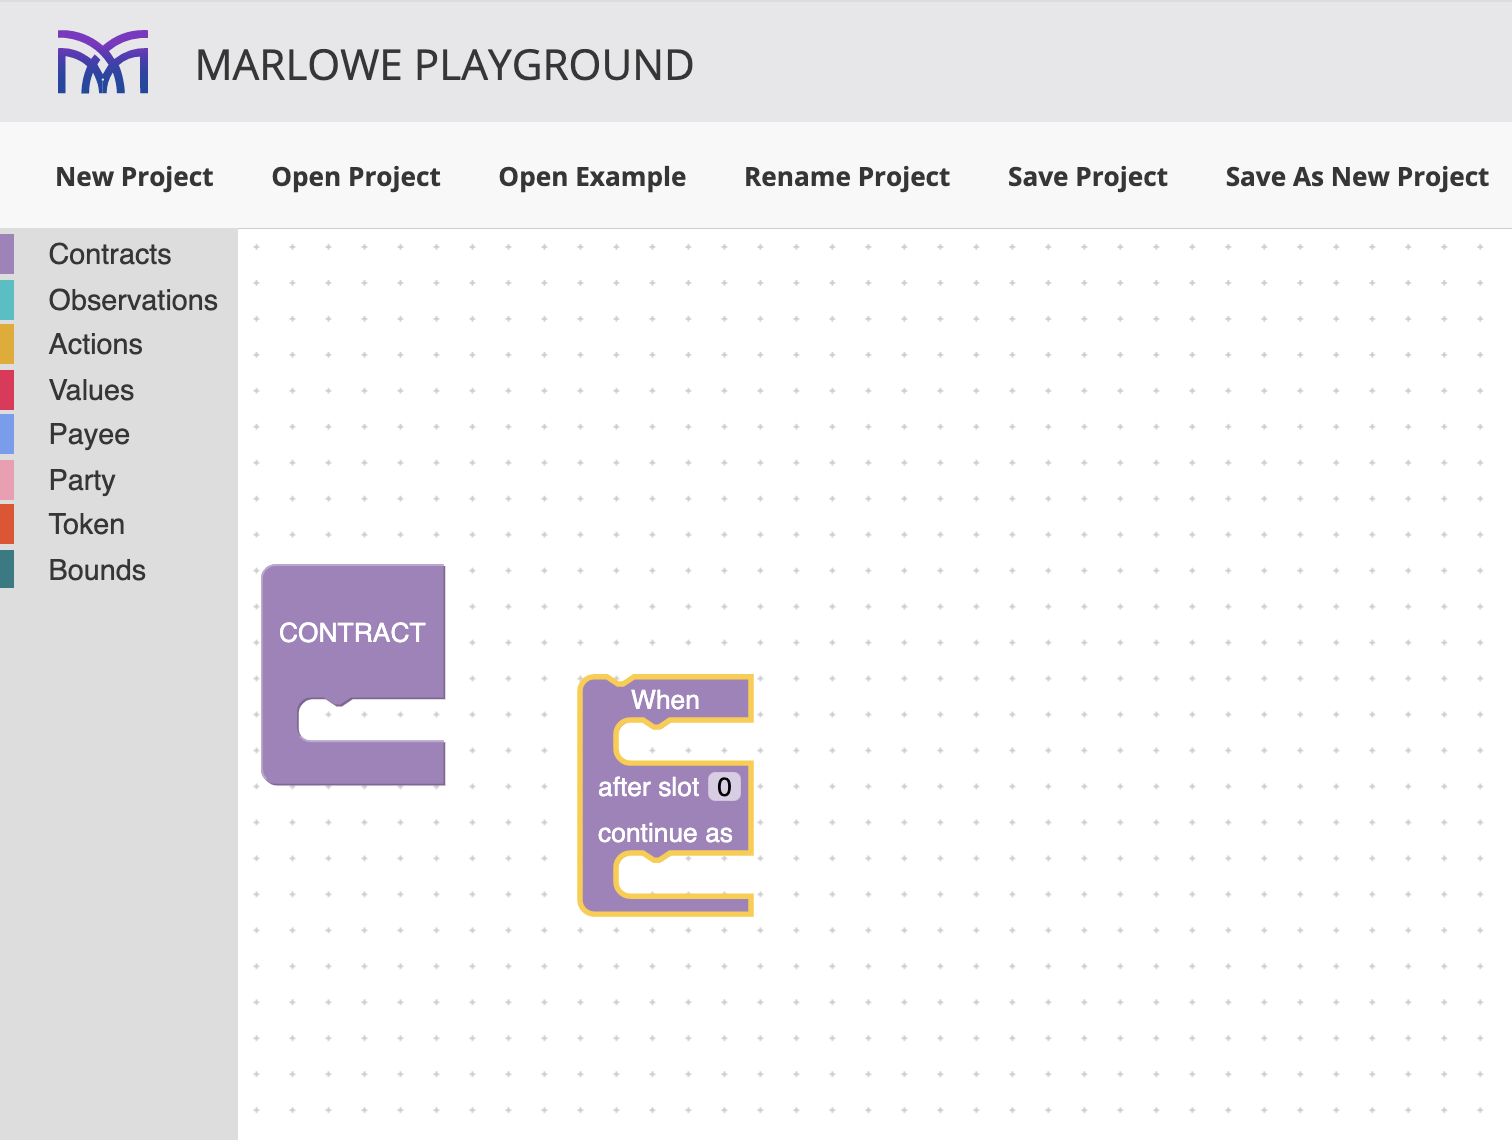 MARLOWE PLAYGROUND
New Project Open Project Open Example Rename Project Save Project Save As New Project
Contracts
Observations
Actions
Values
Payee
Party
Token
Bounds
CONTRACT
When
after slot 0
continue as